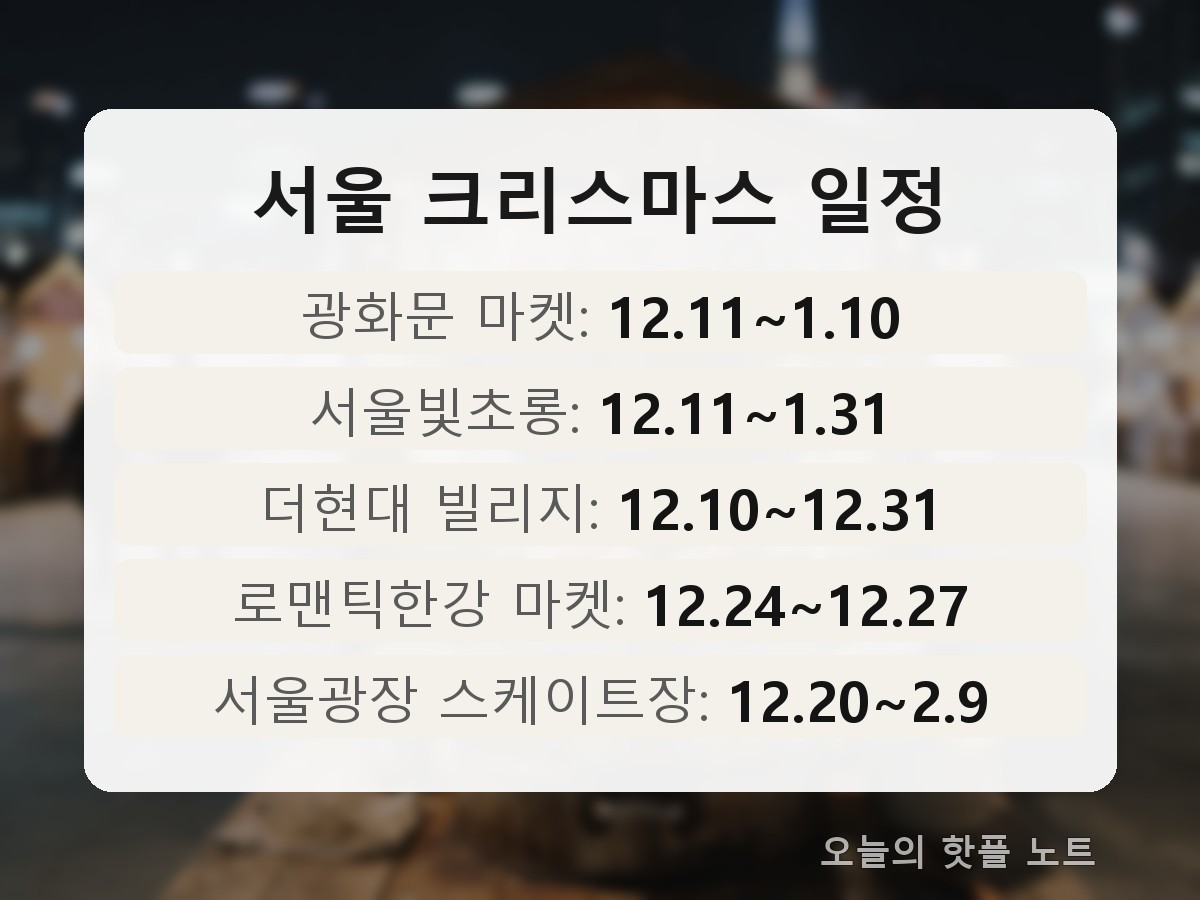 서울 크리스마스 일정
광화문 마켓: 12.11~1.10
서울빛초롱: 12.11~1.31
더현대 빌리지: 12.10~12.31
로맨틱한강 마켓: 12.24~12.27
서울광장 스케이트장: 12.20~2.9
오늘의 핫플 노트